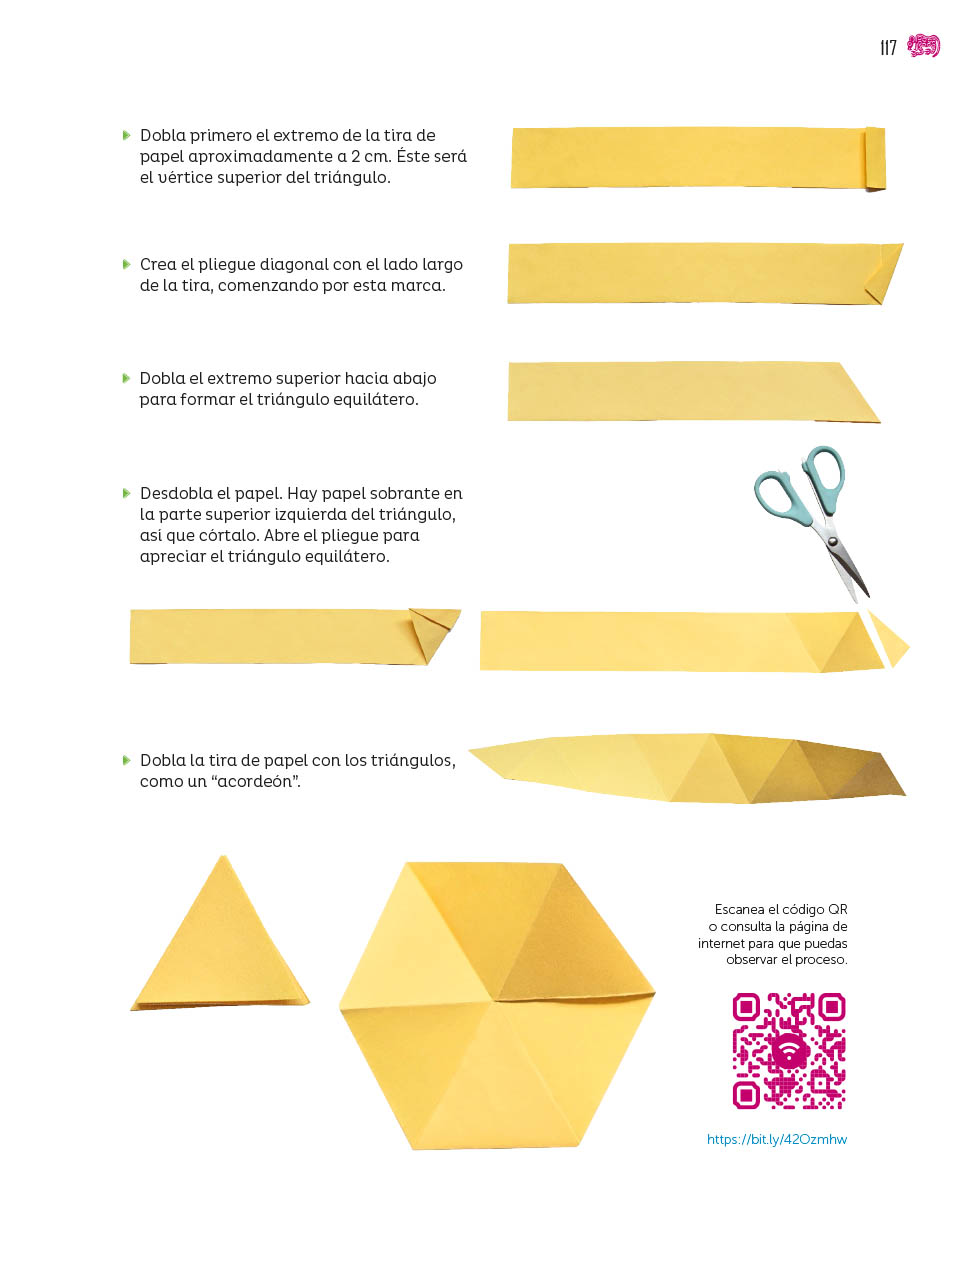 117
Dobla primero el extremo de la tira de
papel aproximadamente a 2 cm. Éste será
el vértice superior del triángulo.
Crea el pliegue diagonal con el lado largo
de la tira, comenzando por esta marca.
Dobla el extremo superior hacia abajo
para formar el triángulo equilátero.
Desdobla el papel. Hay papel sobrante en
la parte superior izquierda del triángulo,
así que córtalo. Abre el pliegue para
apreciar el triángulo equilátero.
Dobla la tira de papel con los triángulos,
como un “acordeón”.
Escanea el código QR
o consulta la página de
internet para que puedas
observar el proceso.
https://bit.ly/42Ozmhw